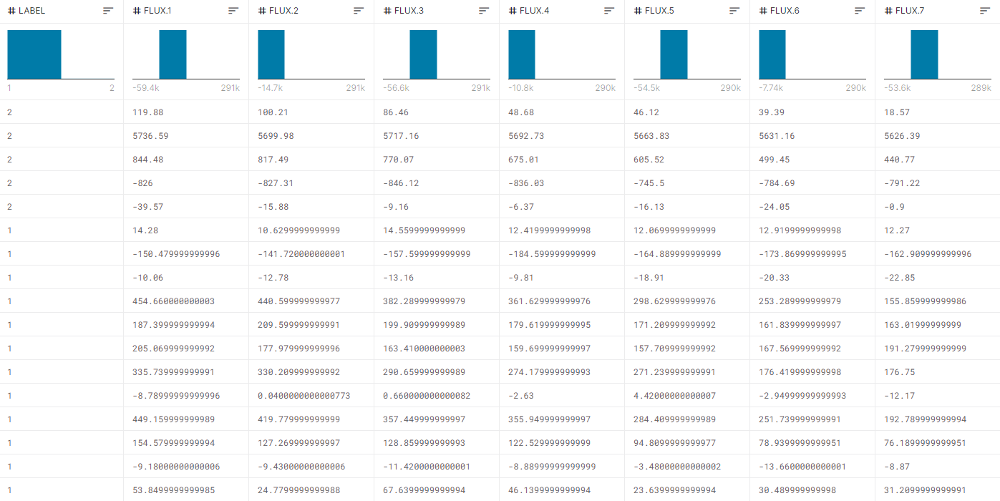 # LABEL # FLUX.1 # FLUX.2 # FLUX.3 # FLUX.4 # FLUX.5 # FLUX.6 # FLUX.7
1 2 -59.4k 291k -14.7k 291k -56.6k 291k -10.8k 290k -54.5k 290k -7.74k 290k -53.6k 289k
2 119.88 100.21 86.46 48.68 46.12 39.39 18.57
2 5736.59 5699.98 5717.16 5692.73 5663.83 5631.16 5626.39
2 844.48 817.49 770.07 675.01 605.52 499.45 440.77
2 -826 -827.31 -846.12 -836.03 -745.5 -784.69 -791.22
2 -39.57 -15.88 -9.16 -6.37 -16.13 -24.05 -0.9
1 14.28 10.6299999999999 14.5599999999999 12.4199999999998 12.0699999999999 12.9199999999998 12.27
1 -150.479999999996 -141.720000000001 -157.599999999999 -184.599999999999 -164.889999999999 -173.869999999995 -162.909999999996
1 -10.06 -12.78 -13.16 -9.81 -18.91 -20.33 -22.85
1 454.660000000003 440.599999999977 382.289999999979 361.629999999976 298.629999999976 253.289999999979 155.859999999986
1 187.399999999994 209.599999999991 199.909999999989 179.619999999995 171.209999999992 161.839999999997 163.01999999999
1 205.069999999992 177.979999999996 163.410000000003 159.699999999997 157.709999999992 167.569999999992 191.279999999999
1 335.739999999991 330.209999999992 290.659999999989 274.179999999993 271.239999999991 176.419999999998 176.75
1 -8.78999999999996 0.0400000000000773 0.660000000000082 -2.63 4.42000000000007 -2.94999999999993 -12.17
1 449.159999999989 419.77999999999 357.449999999997 355.949999999997 284.409999999989 251.739999999991 192.789999999994
1 154.579999999994 127.269999999997 128.859999999993 122.529999999999 94.8099999999977 78.9399999999951 76.1899999999951
1 -9.18000000000006 -9.43000000000006 -11.4200000000001 -8.88999999999999 -3.48000000000002 -13.6600000000001 -8.87
1 53.8499999999985 24.7799999999988 67.6399999999994 46.1399999999994 23.6399999999994 30.489999999998 31.2099999999991